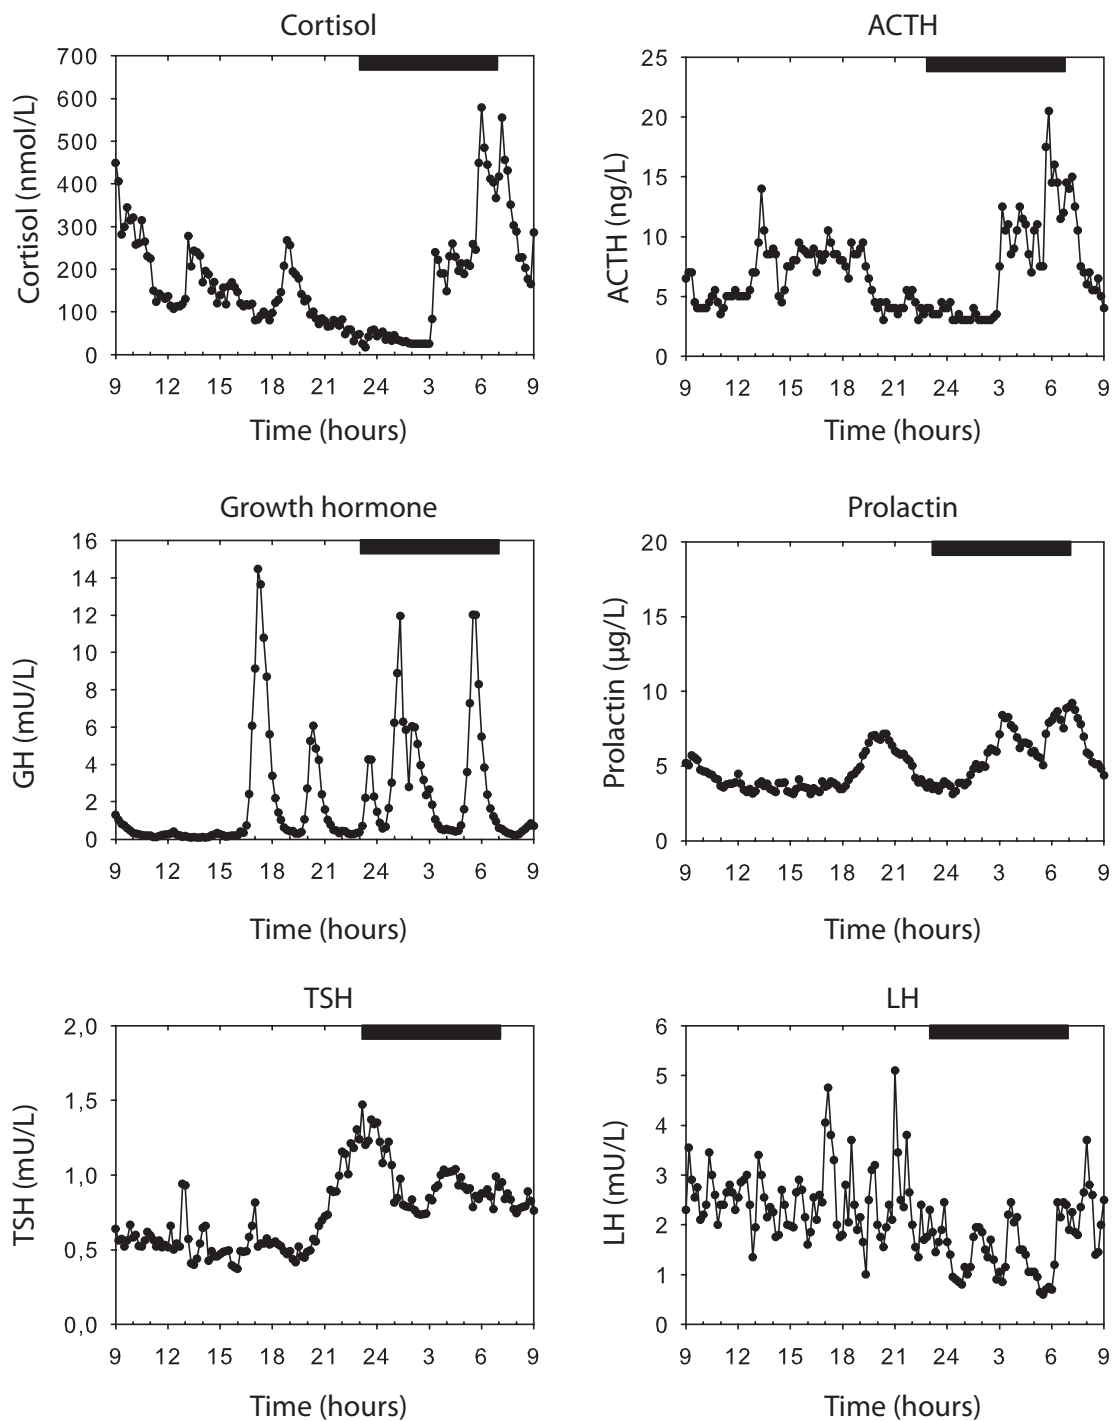 Cortisol
Cortisol (nmol/L)
700
600
500
400
300
200
100
0
9 12 15 18 21 24 3 6 9
Time (hours)
ACTH
ACTH (ng/L)
25
20
15
10
5
0
9 12 15 18 21 24 3 6 9
Time (hours)
Growth hormone
GH (mU/L)
16
14
12
10
8
6
4
2
0
9 12 15 18 21 24 3 6 9
Time (hours)
Prolactin
Prolactin (µg/L)
20
15
10
5
0
9 12 15 18 21 24 3 6 9
Time (hours)
TSH
TSH (mU/L)
2,0
1,5
1,0
0,5
0,0
9 12 15 18 21 24 3 6 9
Time (hours)
LH
LH (mU/L)
6
5
4
3
2
1
0
9 12 15 18 21 24 3 6 9
Time (hours)